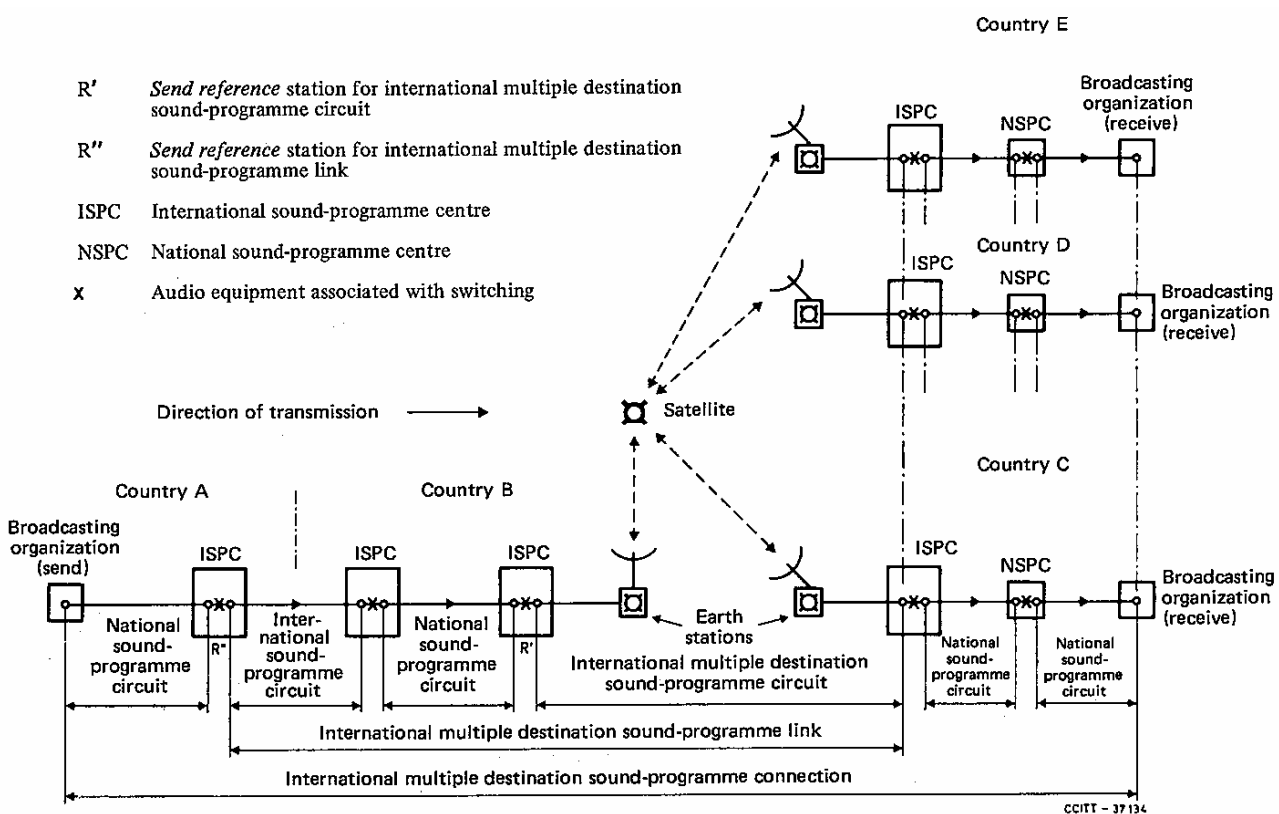 Country E
R' Send reference station for international multiple destination
sound-programme circuit
R" Send reference station for international multiple destination
sound-programme link
ISPC International sound-programme centre
NSPC National sound-programme centre
X Audio equipment associated with switching
ISPC
NSPC
Broadcasting
organization
(receive)
Country D
ISPC
NSPC
Broadcasting
organization
(receive)
Direction of transmission
Satellite
Country C
Country A
Country B
Broadcasting
organization
(send)
ISPC
ISPC
ISPC
ISPC
NSPC
Broadcasting
organization
(receive)
National
sound-
programme
circuit
R"
Inter-
national
sound-
programme
circuit
National
sound-
programme
circuit
R'
Earth
stations
International multiple destination
sound-programme circuit
National
sound-
programme
circuit
National
sound-
programme
circuit
International multiple destination sound-programme link
International multiple destination sound-programme connection
CCITT - 37134